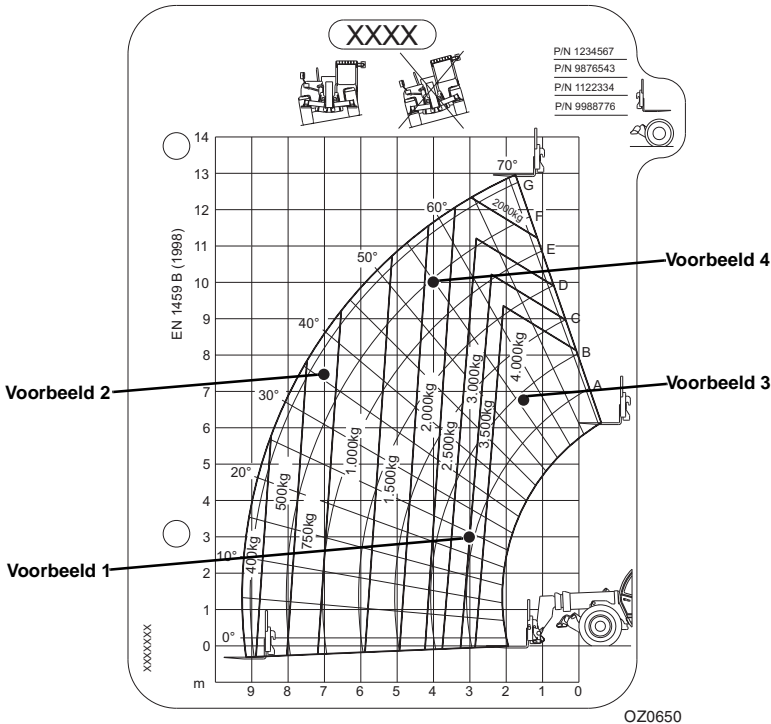 XXXX
P/N 1234567
P/N 9876543
P/N 1122334
P/N 9988776
EN 1459 B (1998)
XXXXXXX
14
13
12
11
10
9
8
7
6
5
4
3
2
1
0
m
9 8 7 6 5 4 3 2 1 0
0°
10°
20°
30°
40°
50°
60°
70°
G
F
E
D
C
B
A
400kg
500kg
750kg
1.000kg
1.500kg
2.000kg
2.500kg
3.000kg
3.500kg
4.000kg
2000kg
Voorbeeld 4
Voorbeeld 2
Voorbeeld 3
Voorbeeld 1
OZ0650